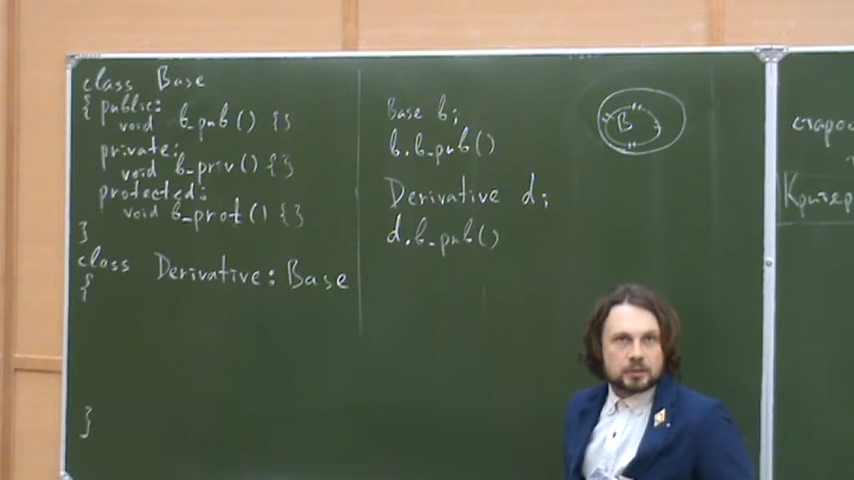 class Base
{ public:
void b_pub() {}
private:
void b_priv() {}
protected:
void b_prot() {}
}
class Derivative: Base
{
}
Base b;
b.b_pub()
Derivative d;
d.b_pub()
B